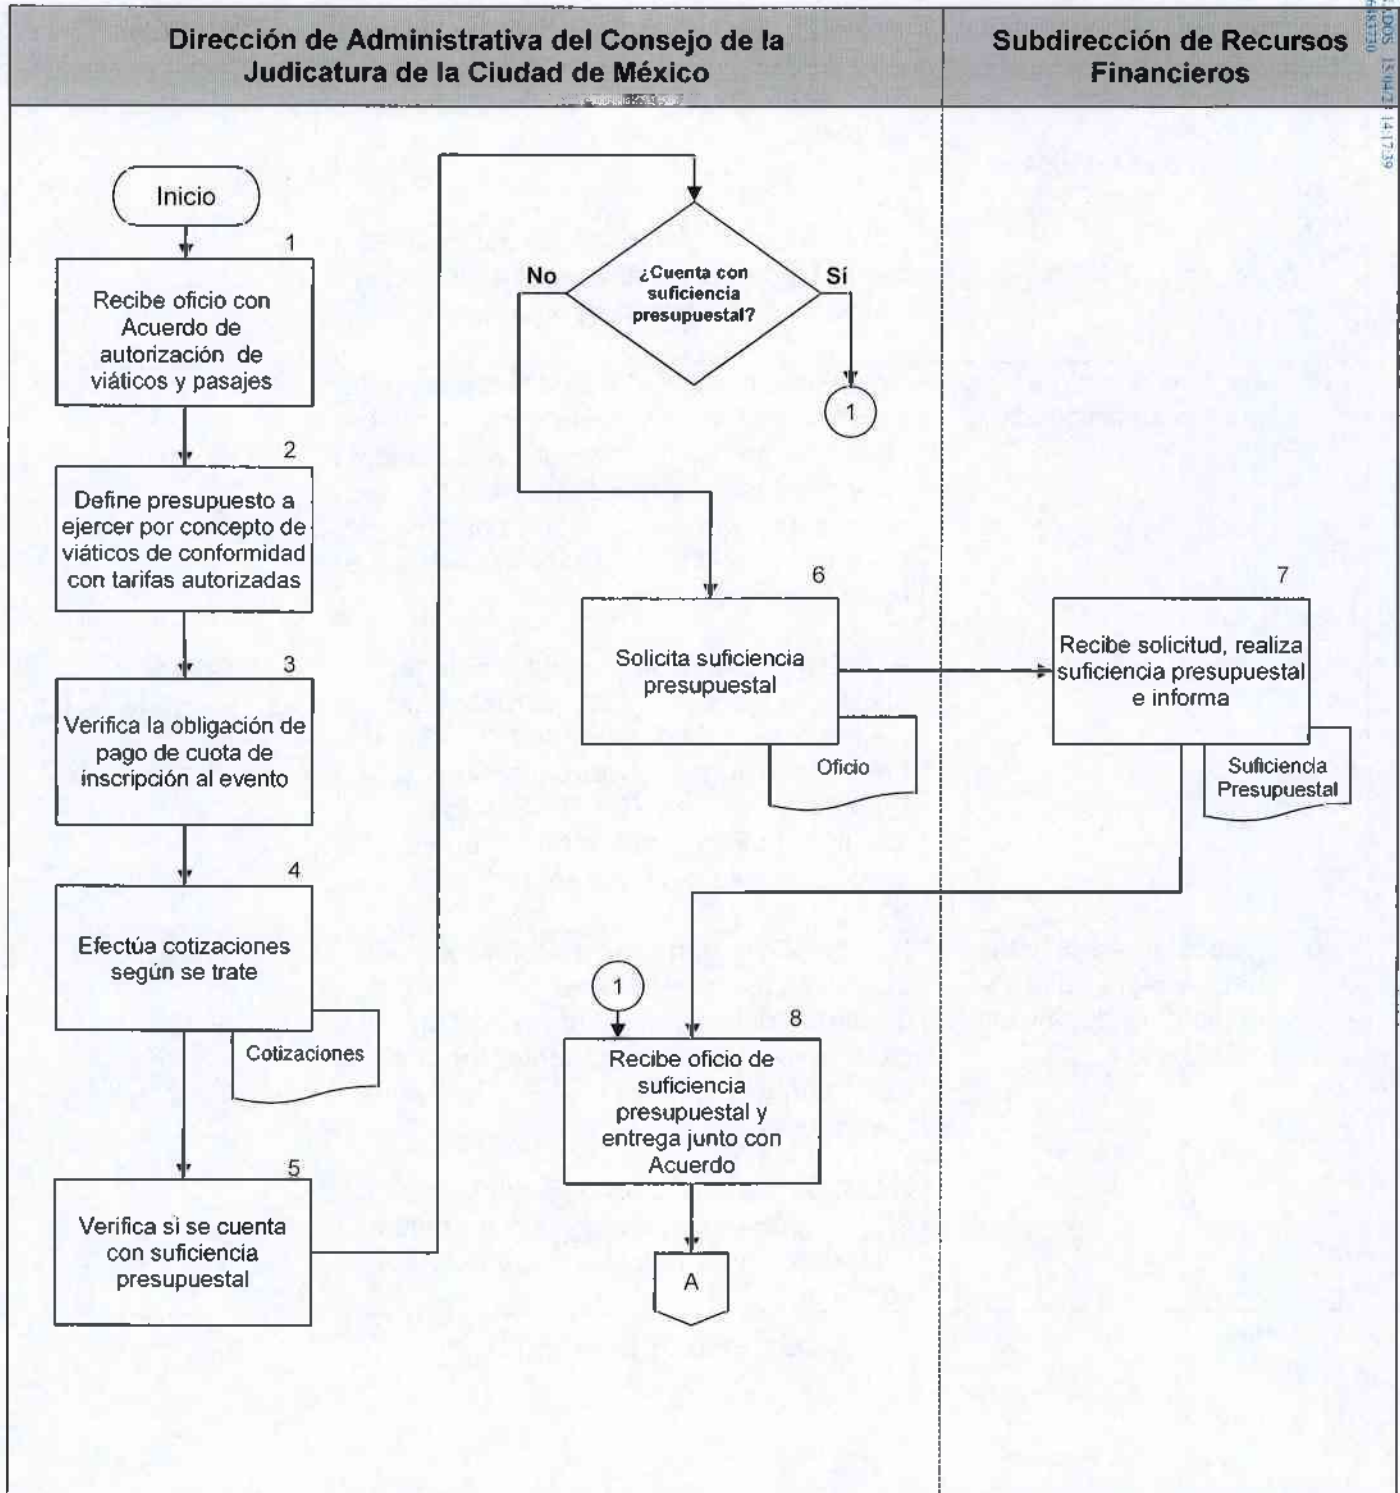 Dirección de Administrativa del Consejo de la
Judicatura de la Ciudad de México
Subdirección de Recursos
Financieros
Inicio
1
Recibe oficio con
Acuerdo de
autorización de
viáticos y pasajes
2
Define presupuesto a
ejercer por concepto de
viáticos de conformidad
con tarifas autorizadas
3
Verifica la obligación de
pago de cuota de
inscripción al evento
4
Efectúa cotizaciones
según se trate
Cotizaciones
5
Verifica si se cuenta
con suficiencia
presupuestal
¿Cuenta con
suficiencia
presupuestal?
No
Sí
1
6
Solicita suficiencia
presupuestal
Oficio
7
Recibe solicitud, realiza
suficiencia presupuestal
e informa
Suficiencia
Presupuestal
1
8
Recibe oficio de
suficiencia
presupuestal y
entrega junto con
Acuerdo
A
14:17:39